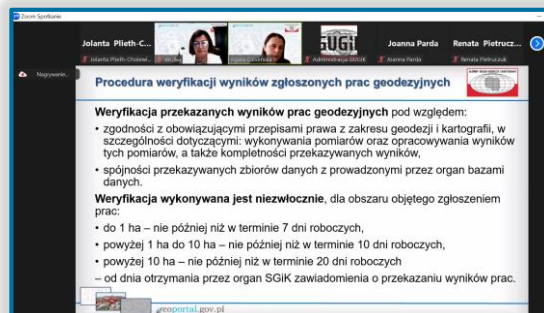 Zoom Spotkanie
Jolanta Plieth-C...
Joanna Parda
Renata Pietrucz...
SUGiK
Jolanta Plieth-Cholew...
Administracja GUGiK
Joanna Parda
Renata Pietruczuk
Nagrywanie...
Procedura weryfikacji wyników zgłoszonych prac geodezyjnych
Weryfikacja przekazanych wyników prac geodezyjnych pod względem:
• zgodności z obowiązującymi przepisami prawa z zakresu geodezji i kartografii, w
szczególności dotyczącymi: wykonywania pomiarów oraz opracowywania wyników
tych pomiarów, a także kompletności przekazywanych wyników,
• spójności przekazywanych zbiorów danych z prowadzonymi przez organ bazami
danych.
Weryfikacja wykonywana jest niezwłocznie, dla obszaru objętego zgłoszeniem
prac:
• do 1 ha – nie później niż w terminie 7 dni roboczych,
• powyżej 1 ha do 10 ha – nie później niż w terminie 10 dni roboczych,
• powyżej 10 ha – nie później niż w terminie 20 dni roboczych
– od dnia otrzymania przez organ SGiK zawiadomienia o przekazaniu wyników prac.
geoportal.gov.pl